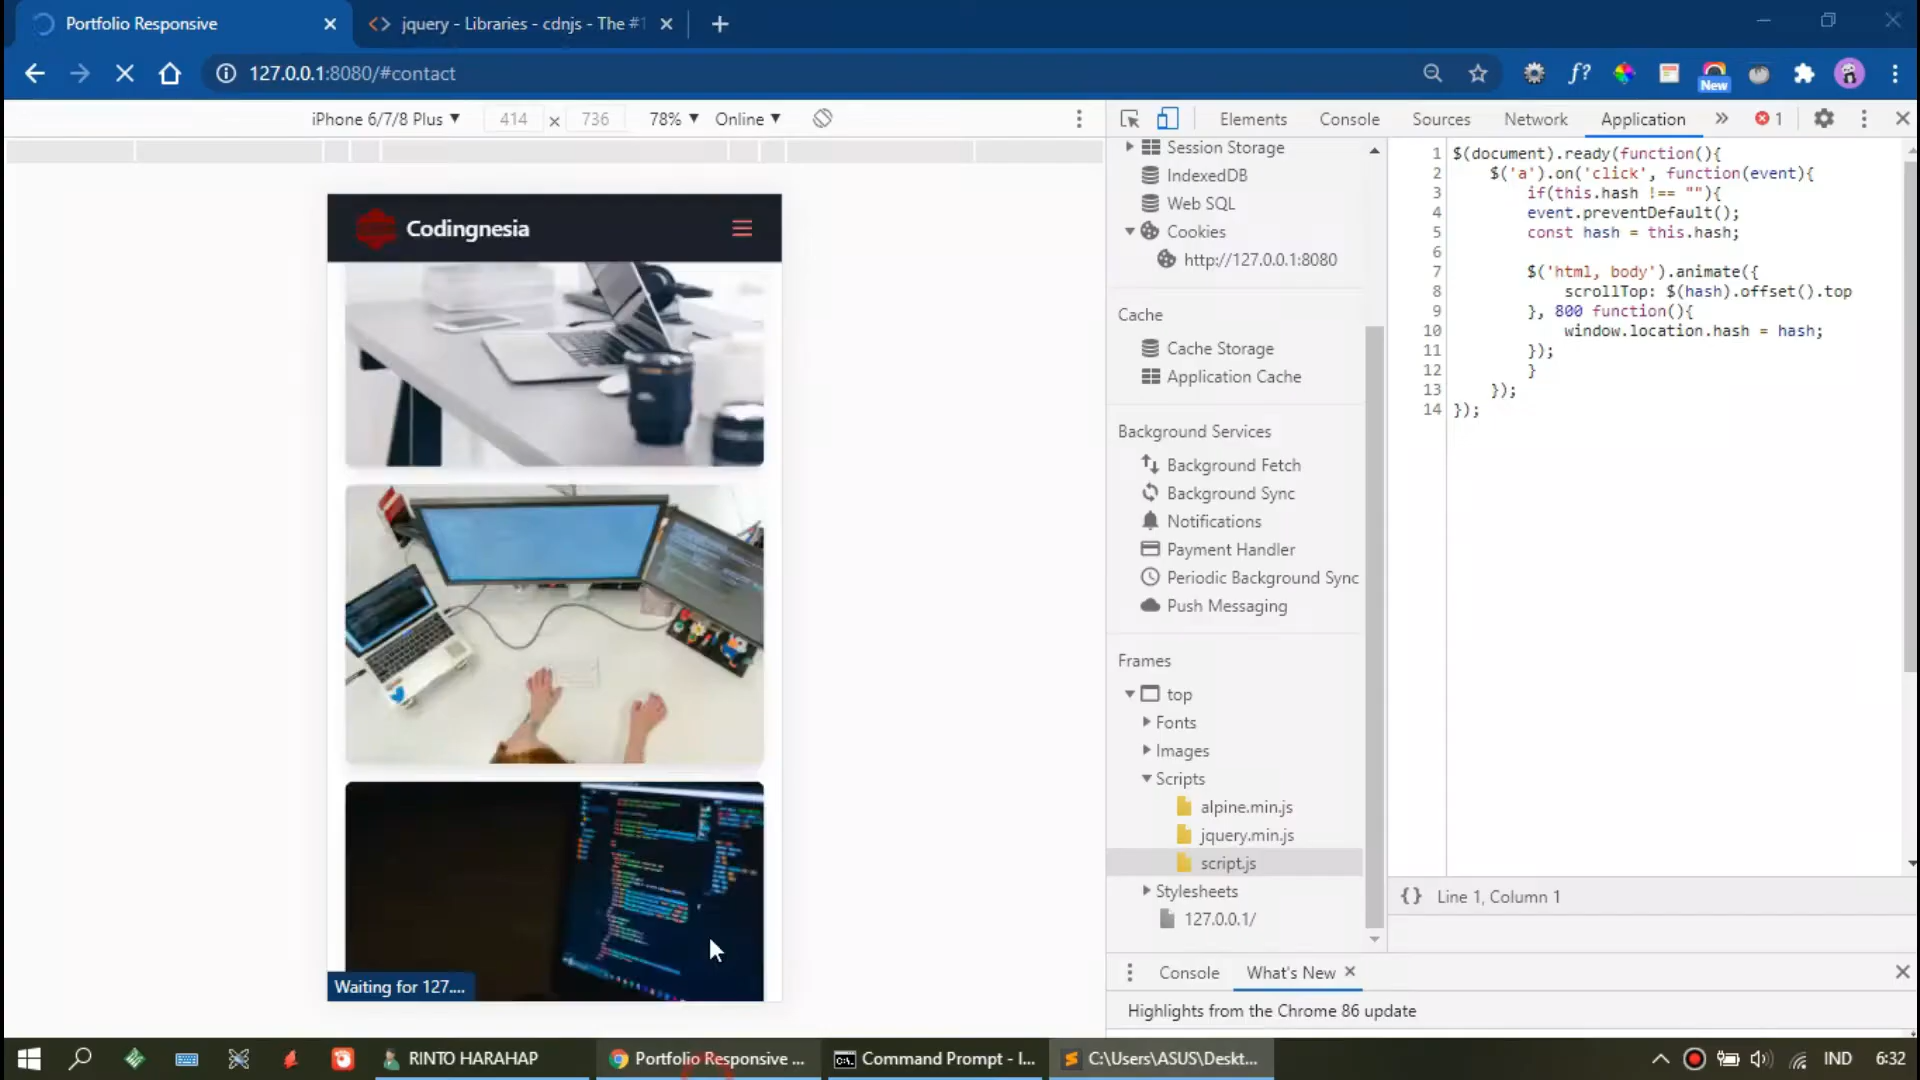 Portfolio Responsive
jquery - Libraries - cdnjs - The #1
127.0.0.1:8080/#contact
New
iPhone 6/7/8 Plus ▼ 414 x 736 78% ▼ Online ▼
Elements Console Sources Network Application » 1
Codingnesia
Waiting for 127....
Session Storage
IndexedDB
Web SQL
Cookies
http://127.0.0.1:8080
Cache
Cache Storage
Application Cache
Background Services
Background Fetch
Background Sync
Notifications
Payment Handler
Periodic Background Sync
Push Messaging
Frames
top
Fonts
Images
Scripts
alpine.min.js
jquery.min.js
script.js
Stylesheets
127.0.0.1/
1 $(document).ready(function(){
2 $('a').on('click', function(event){
3 if(this.hash !== ""){
4 event.preventDefault();
5 const hash = this.hash;
6
7 $('html, body').animate({
8 scrollTop: $(hash).offset().top
9 }, 800 function(){
10 window.location.hash = hash;
11 });
12 }
13 });
14 });
{} Line 1, Column 1
Console What's New
Highlights from the Chrome 86 update
RINTO HARAHAP
Portfolio Responsive ...
Command Prompt - l...
C:\Users\ASUS\Deskt...
IND 6:32